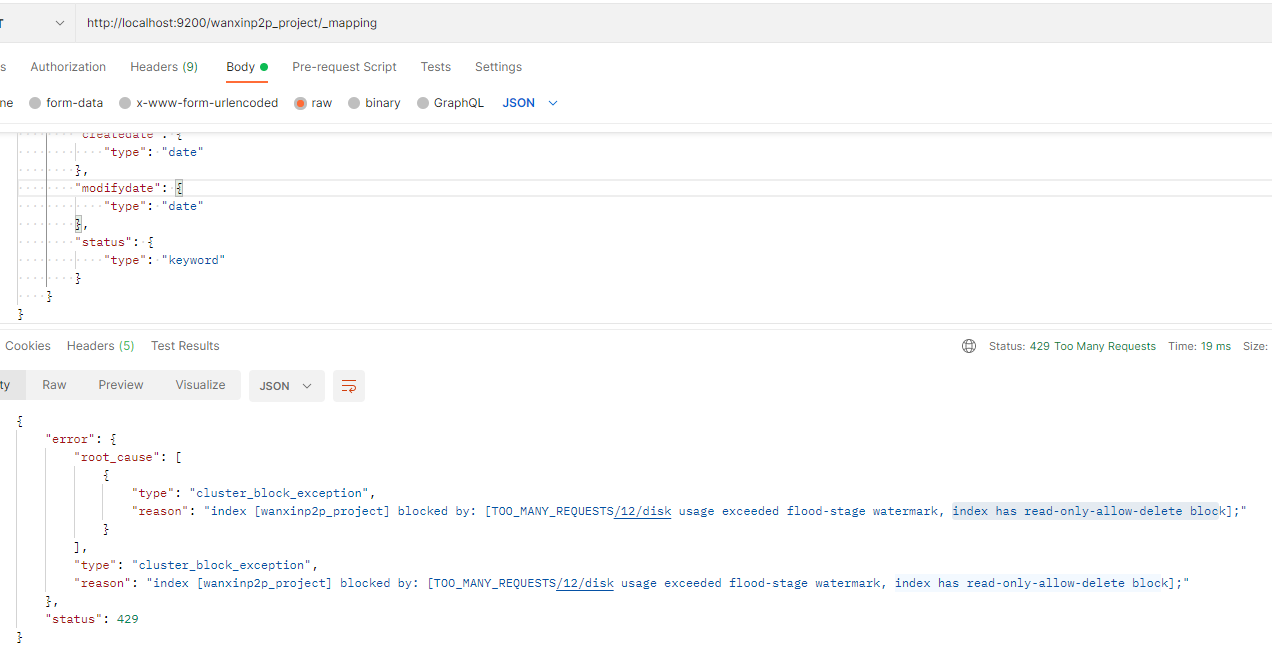 T
http://localhost:9200/wanxinp2p_project/_mapping
s Authorization Headers (9) Body Pre-request Script Tests Settings
ne form-data x-www-form-urlencoded raw binary GraphQL JSON
"createdate": {
"type": "date"
},
"modifydate": {
"type": "date"
},
"status": {
"type": "keyword"
}
}
}
Cookies Headers (5) Test Results Status: 429 Too Many Requests Time: 19 ms Size:
ty Raw Preview Visualize JSON
{
"error": {
"root_cause": [
{
"type": "cluster_block_exception",
"reason": "index [wanxinp2p_project] blocked by: [TOO_MANY_REQUESTS/12/disk usage exceeded flood-stage watermark, index has read-only-allow-delete block];"
}
],
"type": "cluster_block_exception",
"reason": "index [wanxinp2p_project] blocked by: [TOO_MANY_REQUESTS/12/disk usage exceeded flood-stage watermark, index has read-only-allow-delete block];"
},
"status": 429
}